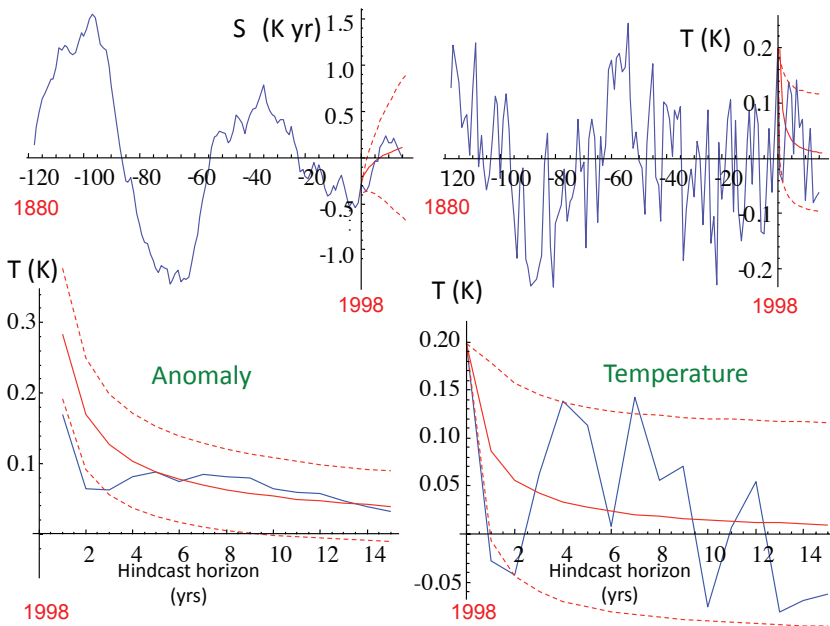 S (K yr)
1.5
1.0
0.5
-120 -100 -80 -60 -40 -20
0.5
-1.0
1880
1998
T (K)
0.2
0.1
120 -100 -80 -60 -40 -20
-0.1
-0.2
1880
1998
T (K)
0.3
0.2
0.1
Anomaly
2 4 6 8 10 12 14
Hindcast horizon
(yrs)
1998
T (K)
0.20
0.15
0.10
0.05
-0.05
Temperature
2 4 6 8 10 12 14
Hindcast horizon
(yrs)
1998